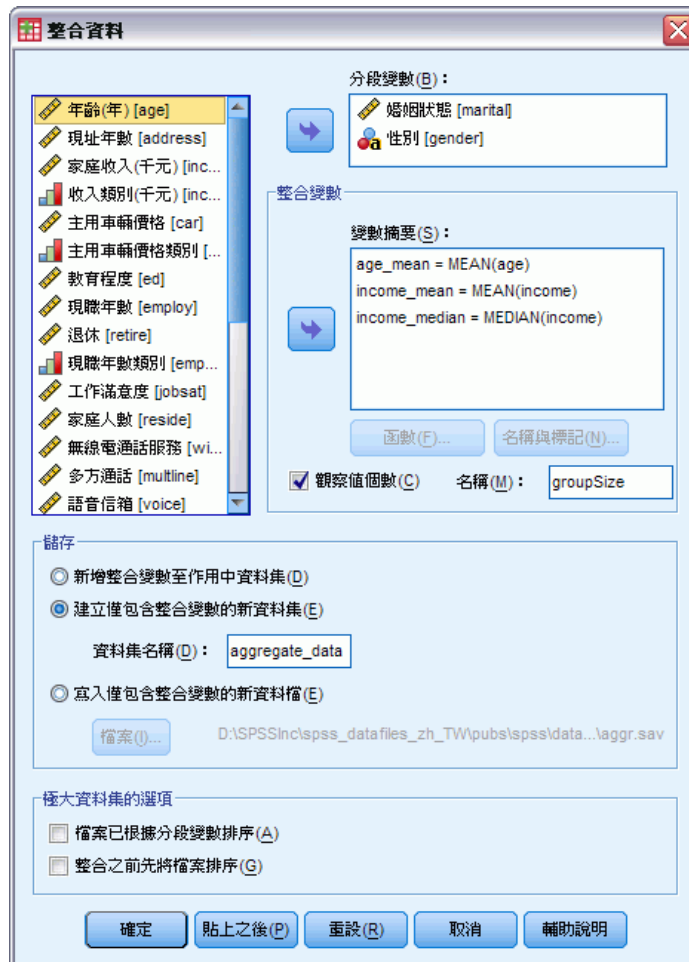 整合資料
分段變數(B)：
婚姻狀態 [marital]
性別 [gender]
年齡(年) [age]
現址年數 [address]
家庭收入(千元) [inc...
收入類別(千元) [inc...
主用車輛價格 [car]
主用車輛價格類別 [...
教育程度 [ed]
現職年數 [employ]
退休 [retire]
現職年數類別 [emp...
工作滿意度 [jobsat]
家庭人數 [reside]
無線電通話服務 [wi...
多方通話 [multline]
語音信箱 [voice]
整合變數
變數摘要(S)：
age_mean = MEAN(age)
income_mean = MEAN(income)
income_median = MEDIAN(income)
函數(F)...
名稱與標記(N)...
觀察值個數(C)
名稱(M)：
groupSize
儲存
新增整合變數至作用中資料集(D)
建立僅包含整合變數的新資料集(E)
資料集名稱(D)：
aggregate_data
寫入僅包含整合變數的新資料檔(E)
檔案(I)...
D:\SPSSInc\spss_datafiles_zh_TW\pubs\spss\data...\aggr.sav
極大資料集的選項
檔案已根據分段變數排序(A)
整合之前先將檔案排序(G)
確定
貼上之後(P)
重設(R)
取消
輔助說明